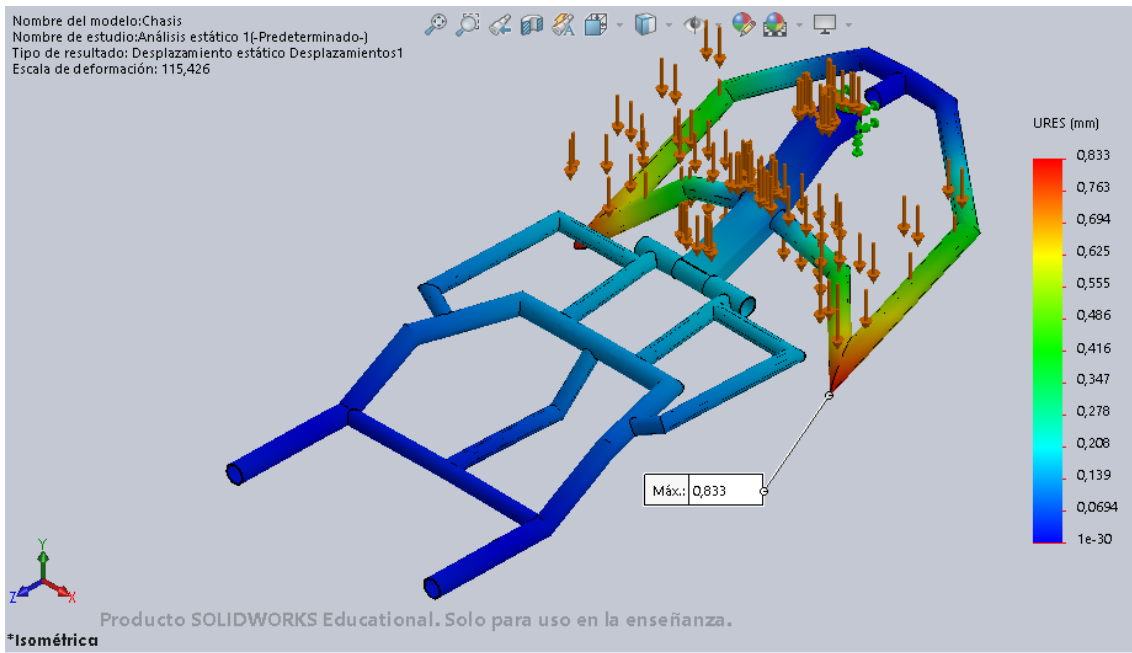 Nombre del modelo:Chasis
Nombre de estudio:Análisis estático 1(-Predeterminado-)
Tipo de resultado: Desplazamiento estático Desplazamientos1
Escala de deformación: 115,426
URES (mm)
0,833
0,763
0,694
0,625
0,555
0,486
0,416
0,347
0,278
0,208
0,139
0,0694
1e-30
Máx.: 0,833
Y
Z
X
Producto SOLIDWORKS Educational. Solo para uso en la enseñanza.
*Isométrica